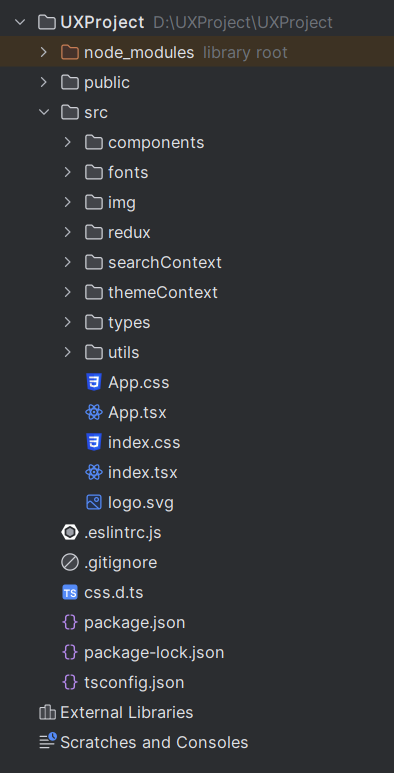 UXProject D:\UXProject\UXProject
node_modules library root
public
src
components
fonts
img
redux
searchContext
themeContext
types
utils
App.css
App.tsx
index.css
index.tsx
logo.svg
.eslintrc.js
.gitignore
TS css.d.ts
package.json
package-lock.json
tsconfig.json
External Libraries
Scratches and Consoles